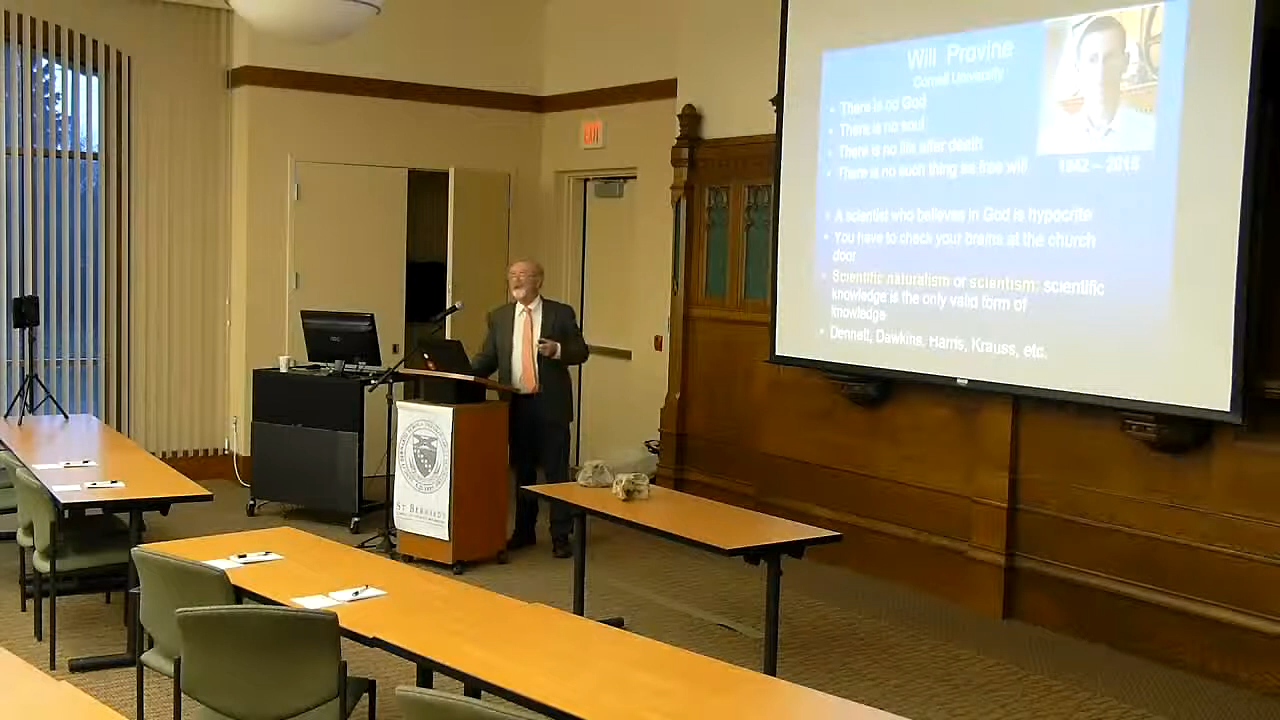 EXIT
Will Provine
Cornell University
• There is no God
• There is no soul
• There is no life after death
• There is no such thing as free will
• A scientist who believes in God is hypocrite
• You have to check your brains at the church
door
• Scientific naturalism or scientism: scientific
knowledge is the only valid form of
knowledge
• Dennett, Dawkins, Harris, Krauss, etc.
ST BERNARD'S